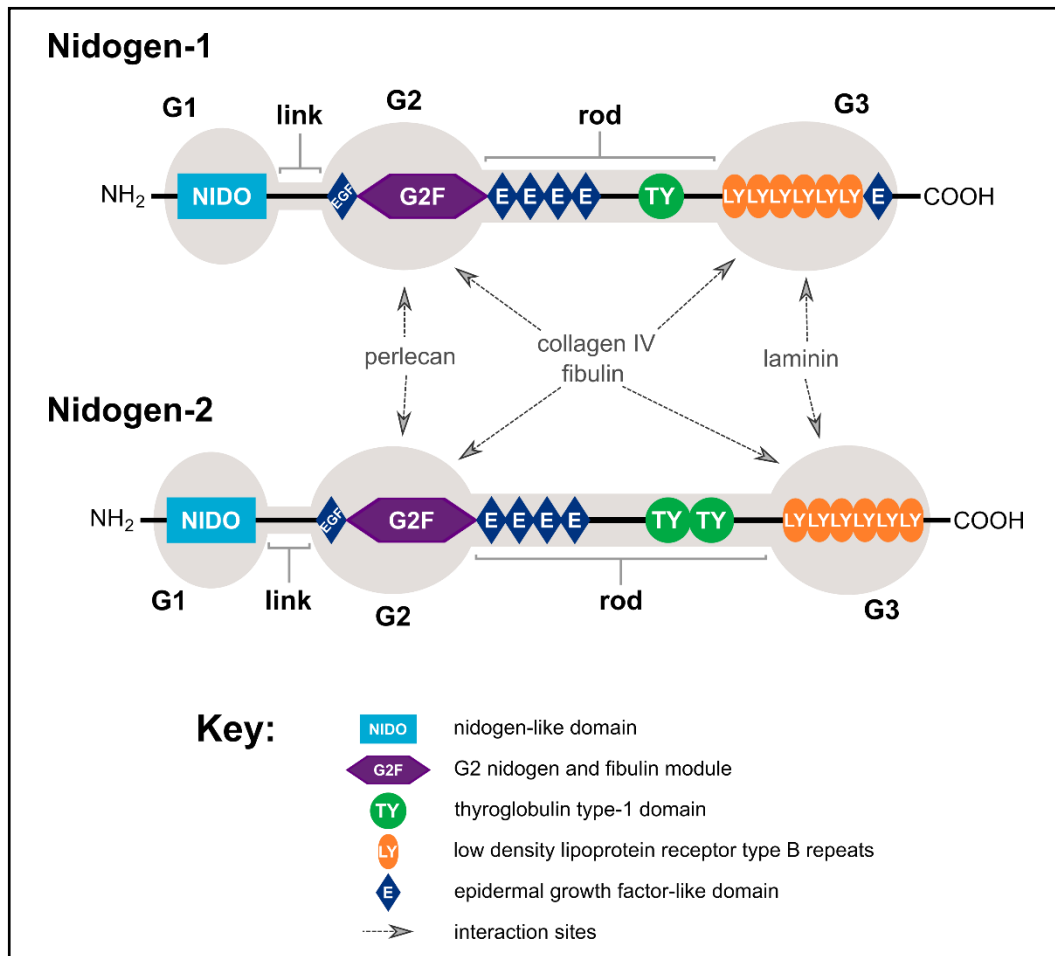 Nidogen-1
G1
link
G2
rod
G3
NH2
NIDO
EGF
G2F
E E E E
TY
LY LY LY LY LY LY
E
COOH
perlecan
collagen IV
fibulin
laminin
Nidogen-2
NH2
NIDO
EGF
G2F
E E E E
TY TY
LY LY LY LY LY LY
COOH
G1
link
G2
rod
G3
Key:
NIDO nidogen-like domain
G2F G2 nidogen and fibulin module
TY thyroglobulin type-1 domain
LY low density lipoprotein receptor type B repeats
E epidermal growth factor-like domain
interaction sites